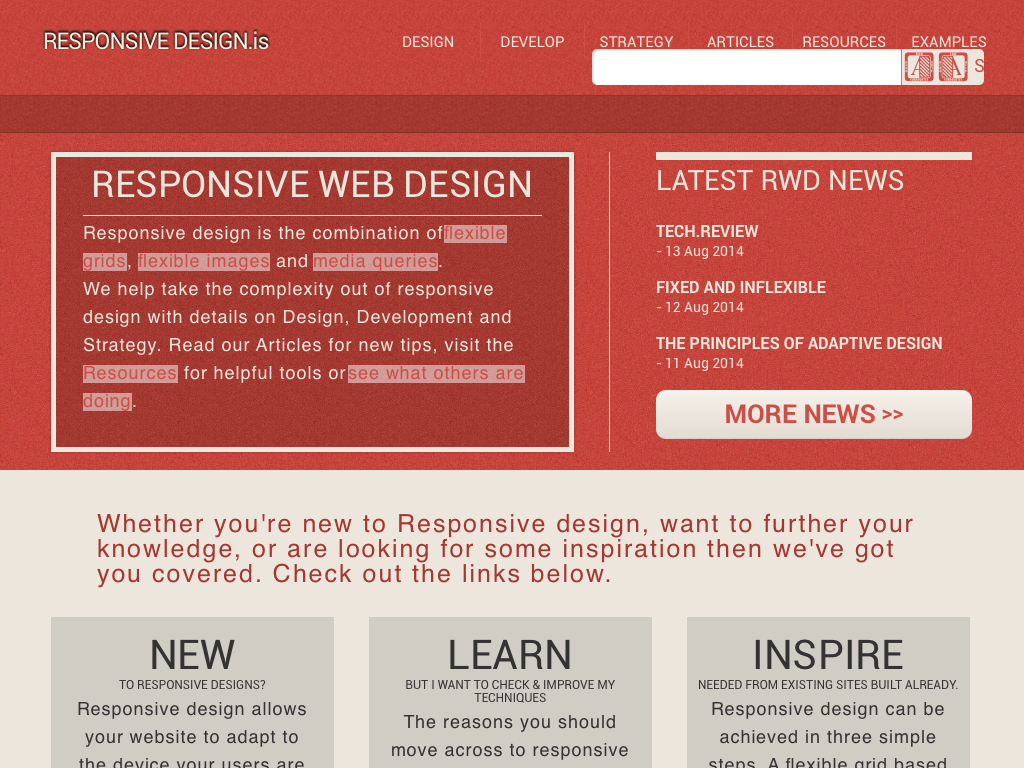 RESPONSIVE DESIGN.is
DESIGN DEVELOP STRATEGY ARTICLES RESOURCES EXAMPLES
A A S
RESPONSIVE WEB DESIGN
Responsive design is the combination of flexible
grids, flexible images and media queries.
We help take the complexity out of responsive
design with details on Design, Development and
Strategy. Read our Articles for new tips, visit the
Resources for helpful tools or see what others are
doing.
LATEST RWD NEWS
TECH.REVIEW
- 13 Aug 2014
FIXED AND INFLEXIBLE
- 12 Aug 2014
THE PRINCIPLES OF ADAPTIVE DESIGN
- 11 Aug 2014
MORE NEWS >>
Whether you're new to Responsive design, want to further your
knowledge, or are looking for some inspiration then we've got
you covered. Check out the links below.
NEW
TO RESPONSIVE DESIGNS?
Responsive design allows
your website to adapt to
the device your users are
LEARN
BUT I WANT TO CHECK & IMPROVE MY
TECHNIQUES
The reasons you should
move across to responsive
INSPIRE
NEEDED FROM EXISTING SITES BUILT ALREADY.
Responsive design can be
achieved in three simple
steps. A flexible grid based